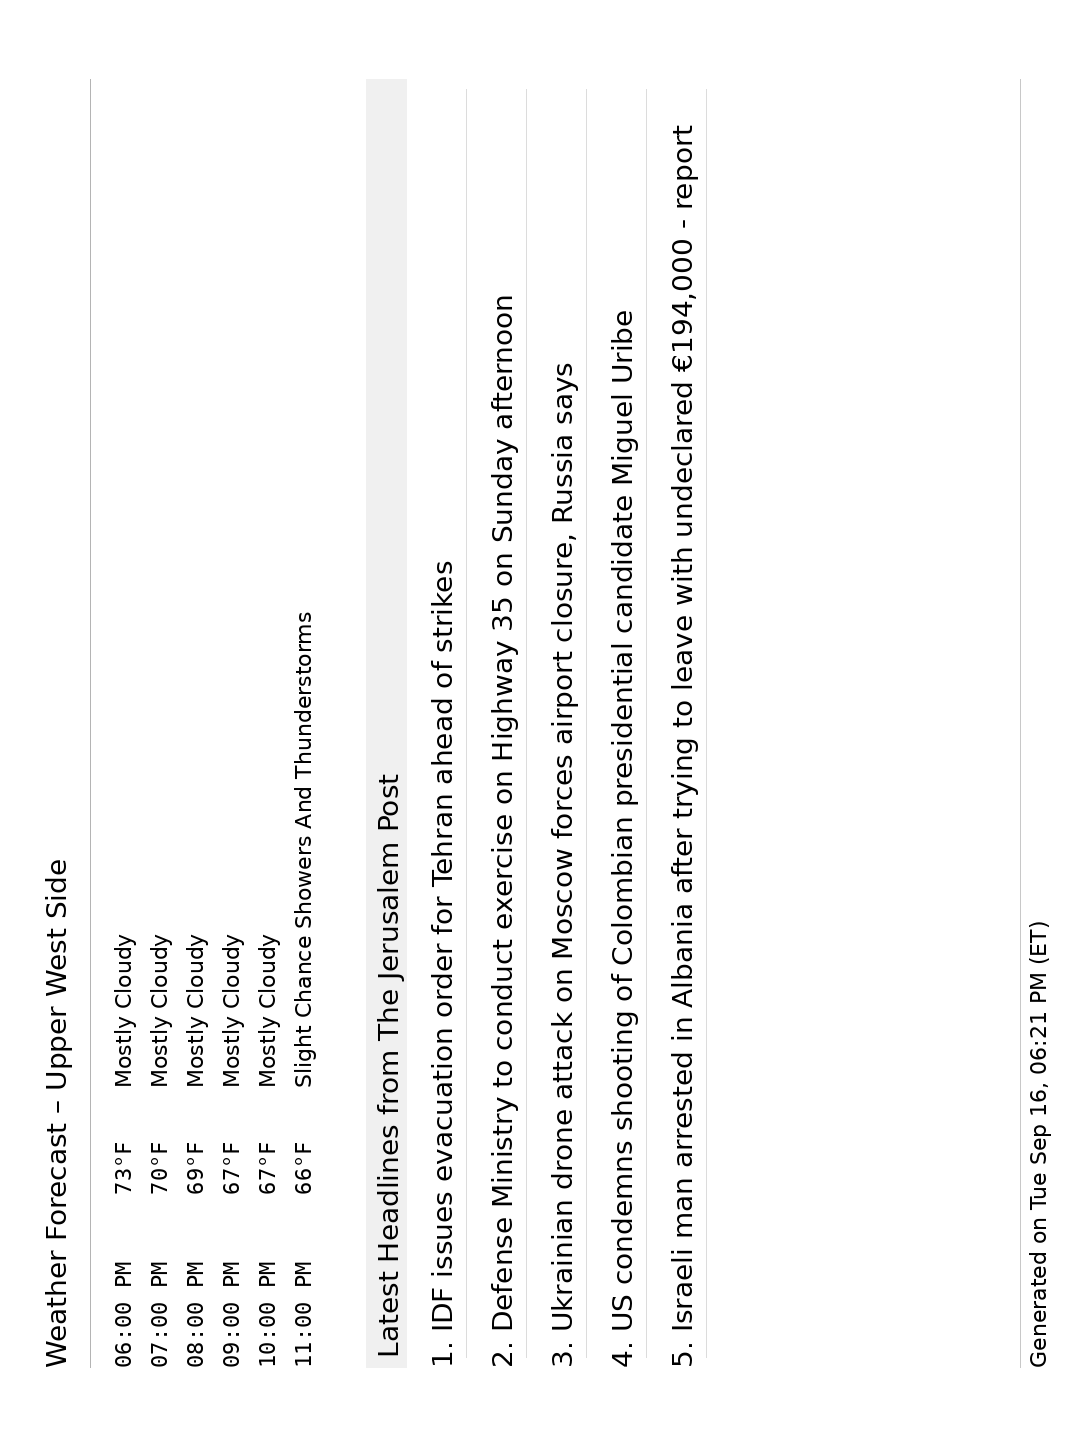 Weather Forecast – Upper West Side
06:00 PM 73°F Mostly Cloudy
07:00 PM 70°F Mostly Cloudy
08:00 PM 69°F Mostly Cloudy
09:00 PM 67°F Mostly Cloudy
10:00 PM 67°F Mostly Cloudy
11:00 PM 66°F Slight Chance Showers And Thunderstorms
Latest Headlines from The Jerusalem Post
1. IDF issues evacuation order for Tehran ahead of strikes
2. Defense Ministry to conduct exercise on Highway 35 on Sunday afternoon
3. Ukrainian drone attack on Moscow forces airport closure, Russia says
4. US condemns shooting of Colombian presidential candidate Miguel Uribe
5. Israeli man arrested in Albania after trying to leave with undeclared €194,000 - report
Generated on Tue Sep 16, 06:21 PM (ET)